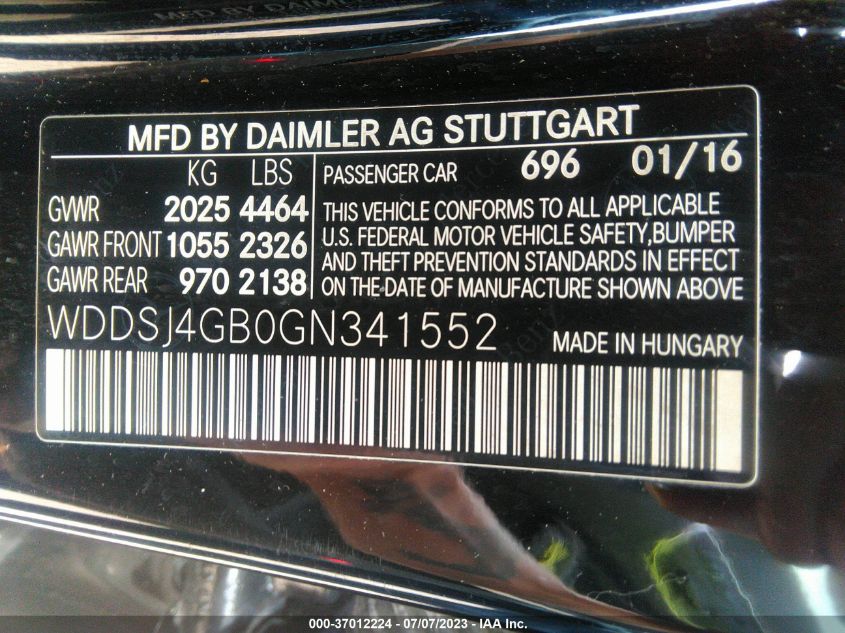 MFD BY DAIMLER AG STUTTGART
KG LBS
GVWR 2025 4464
GAWR FRONT 1055 2326
GAWR REAR 970 2138
PASSENGER CAR 696 01/16
THIS VEHICLE CONFORMS TO ALL APPLICABLE
U.S. FEDERAL MOTOR VEHICLE SAFETY,BUMPER
AND THEFT PREVENTION STANDARDS IN EFFECT
ON THE DATE OF MANUFACTURE SHOWN ABOVE
WDDSJ4GB0GN341552
MADE IN HUNGARY
000-37012224 - 07/07/2023 - IAA Inc.